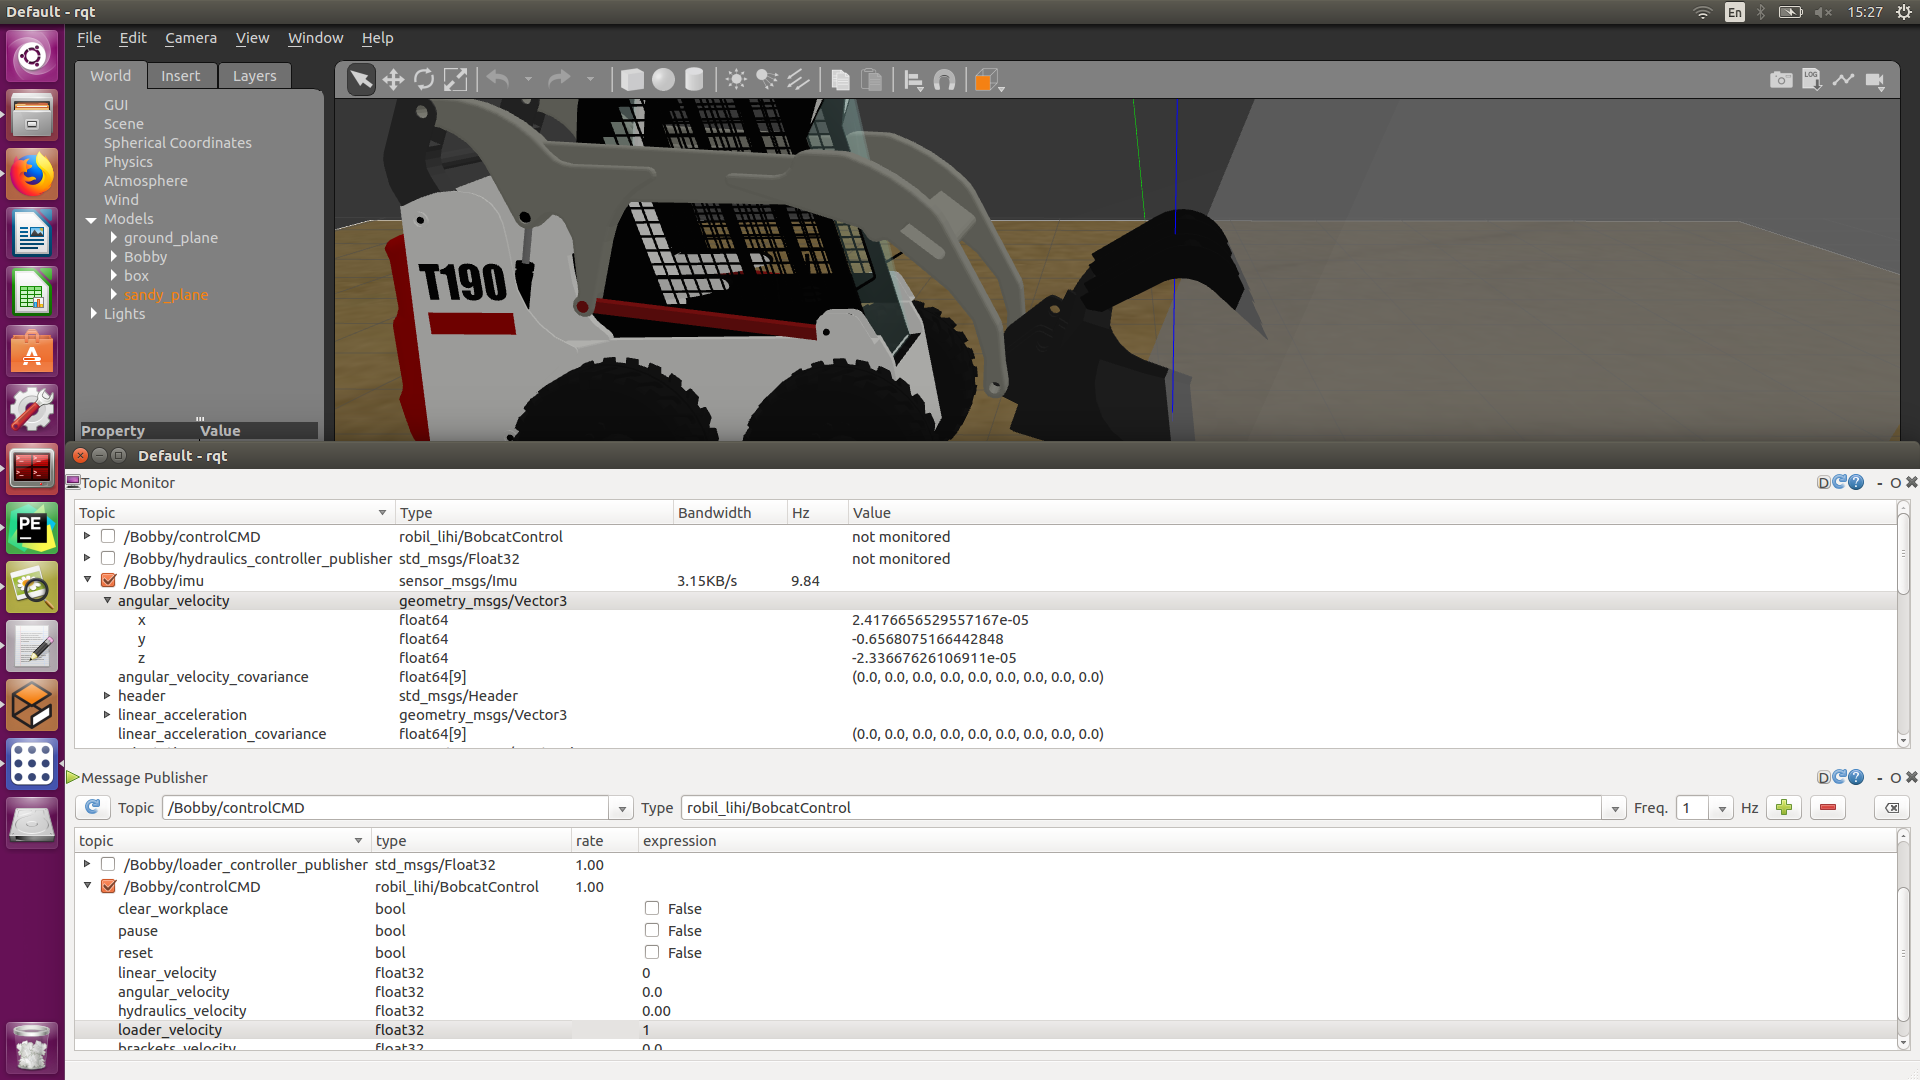 Default - rqt
En
15:27
File Edit Camera View Window Help
World Insert Layers
LOG
GUI
Scene
Spherical Coordinates
Physics
Atmosphere
Wind
Models
ground_plane
Bobby
box
sandy_plane
Lights
Property Value
T190
Default - rqt
Topic Monitor
D
- O
Topic Type Bandwidth Hz Value
/Bobby/controlCMD robil_lihi/BobcatControl not monitored
/Bobby/hydraulics_controller_publisher std_msgs/Float32 not monitored
/Bobby/imu sensor_msgs/Imu 3.15KB/s 9.84
angular_velocity geometry_msgs/Vector3
x float64 2.4176656529557167e-05
y float64 -0.6568075166442848
z float64 -2.33667626106911e-05
angular_velocity_covariance float64[9] (0.0, 0.0, 0.0, 0.0, 0.0, 0.0, 0.0, 0.0, 0.0)
header std_msgs/Header
linear_acceleration geometry_msgs/Vector3
linear_acceleration_covariance float64[9] (0.0, 0.0, 0.0, 0.0, 0.0, 0.0, 0.0, 0.0, 0.0)
Message Publisher
D
- O
Topic /Bobby/controlCMD Type robil_lihi/BobcatControl Freq. 1 Hz
topic type rate expression
/Bobby/loader_controller_publisher std_msgs/Float32 1.00
/Bobby/controlCMD robil_lihi/BobcatControl 1.00
clear_workplace bool False
pause bool False
reset bool False
linear_velocity float32 0
angular_velocity float32 0.0
hydraulics_velocity float32 0.00
loader_velocity float32 1
brackets_velocity float32 0.0
PE